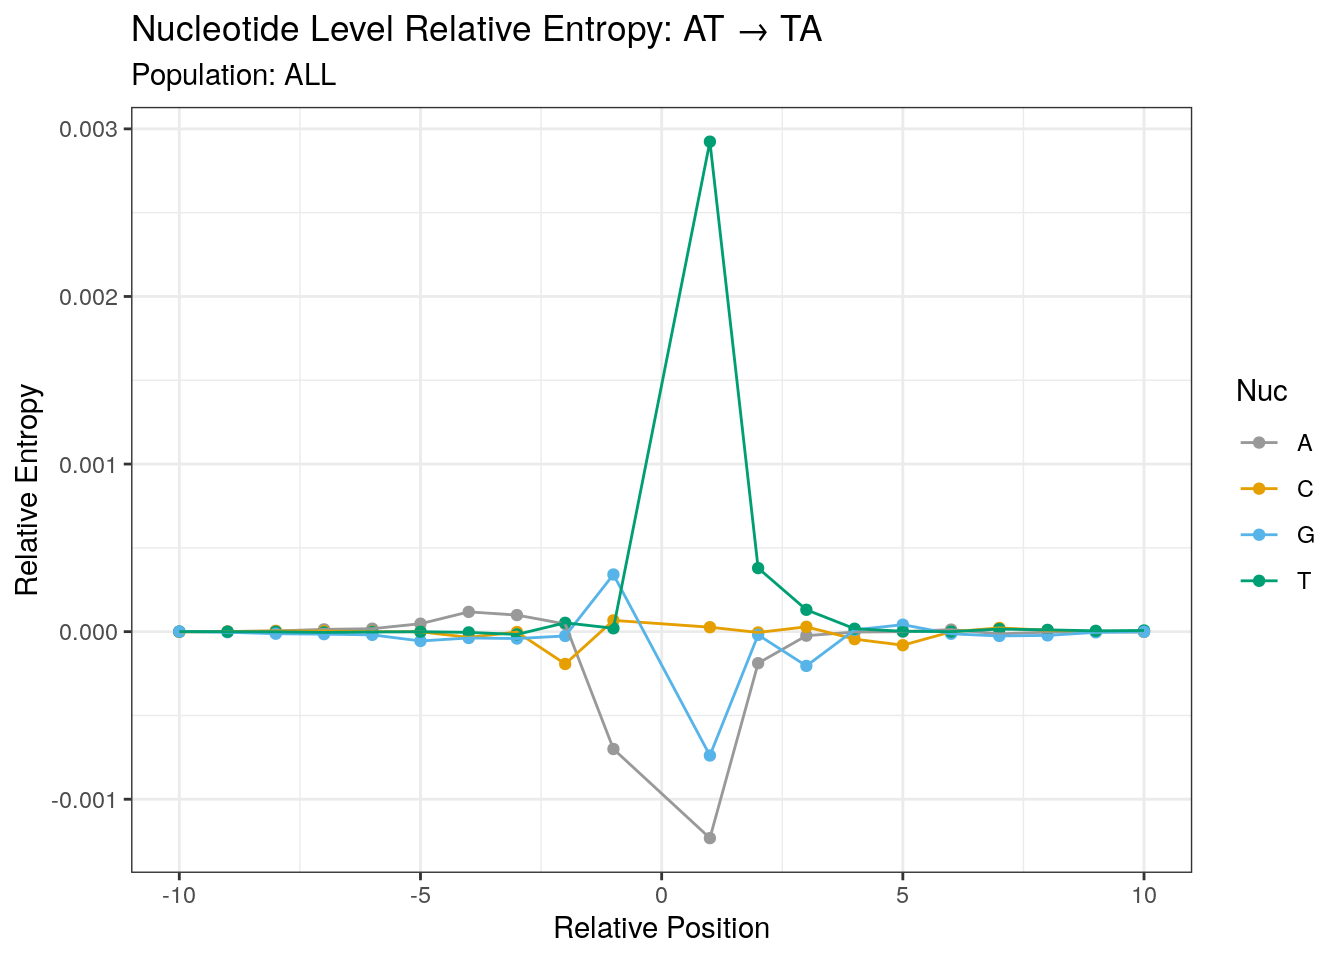 Nucleotide Level Relative Entropy: AT → TA
Population: ALL
0.003
0.002
0.001
0.000
-0.001
Relative Entropy
-10
-5
0
5
10
Relative Position
Nuc
A
C
G
T